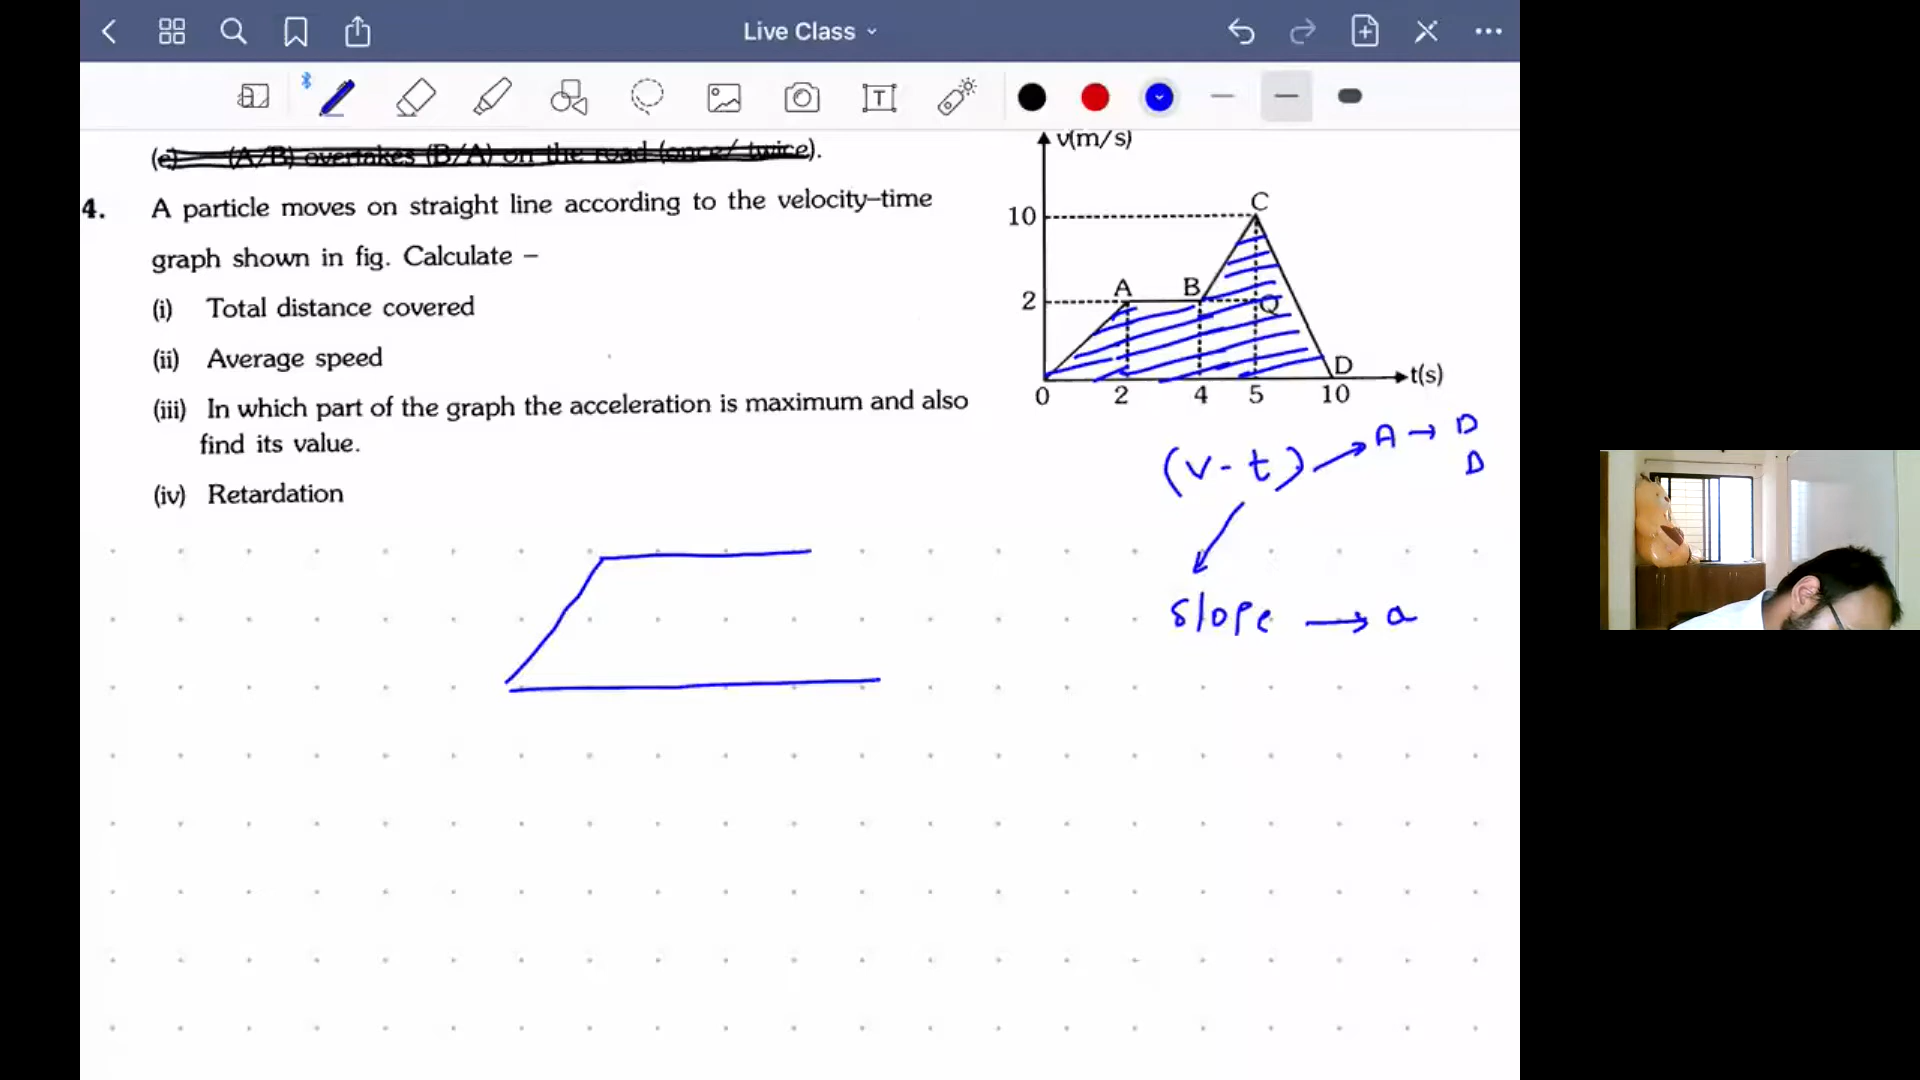 Live Class
(e) (A/B) overtakes (B/A) on the road (once/ twice).
4. A particle moves on straight line according to the velocity–time
graph shown in fig. Calculate –
(i) Total distance covered
(ii) Average speed
(iii) In which part of the graph the acceleration is maximum and also
find its value.
(iv) Retardation
v(m/s)
C
10
A B
2
Q
D
t(s)
0 2 4 5 10
(v-t) → A → D
D
slope → a
T